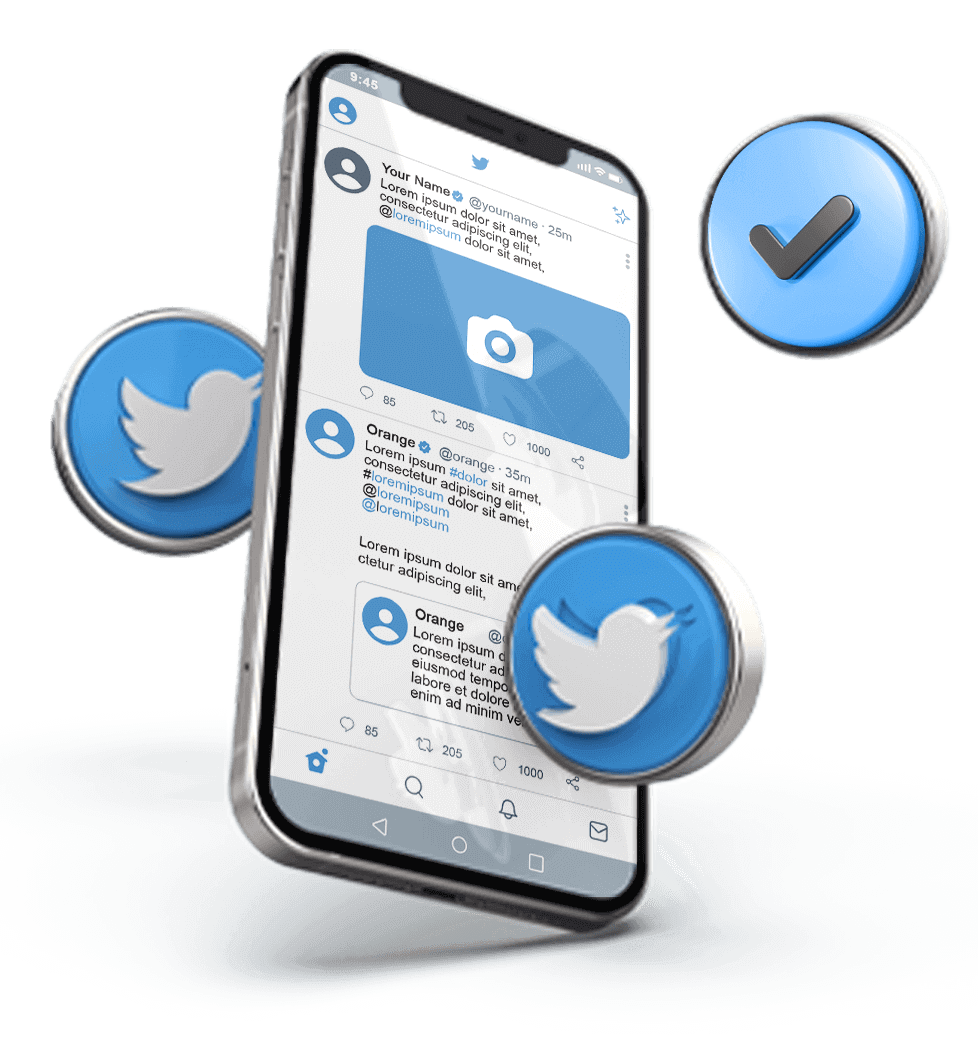 9:45
Your Name @yourname · 25m
Lorem ipsum dolor sit amet,
consectetur adipiscing elit,
@loremipsum dolor sit amet,
85 205 1000
Orange @orange · 35m
Lorem ipsum #dolor sit amet,
consectetur adipiscing elit,
#loremipsum dolor sit amet,
@loremipsum
@loremipsum
Lorem ipsum dolor sit ame
ctetur adipiscing elit,
Orange @o
Lorem ipsum d
consectetur ad
eiusmod tempo
labore et dolore
enim ad minim ve
85 205 1000